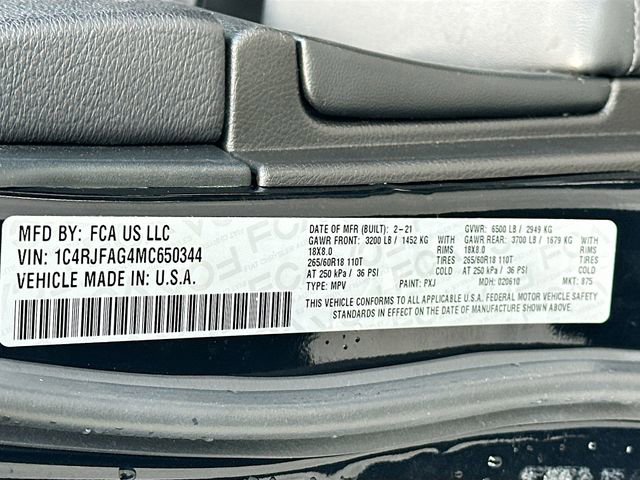 MFD BY: FCA US LLC
VIN: 1C4RJFAG4MC650344
VEHICLE MADE IN: U.S.A.
DATE OF MFR (BUILT): 2-21 GVWR: 6500 LB / 2949 KG
GAWR FRONT: 3200 LB / 1452 KG WITH GAWR REAR: 3700 LB / 1679 KG WITH
18X8.0 RIMS 18X8.0 RIMS
265/60R18 110T TIRES 265/60R18 110T TIRES
AT 250 kPa / 36 PSI COLD AT 250 kPa / 36 PSI COLD
TYPE: MPV PAINT: PXJ MDH: 020610 MKT: 875
THIS VEHICLE CONFORMS TO ALL APPLICABLE U.S.A. FEDERAL MOTOR VEHICLE SAFETY
STANDARDS IN EFFECT ON THE DATE OF MANUFACTURE SHOWN ABOVE.